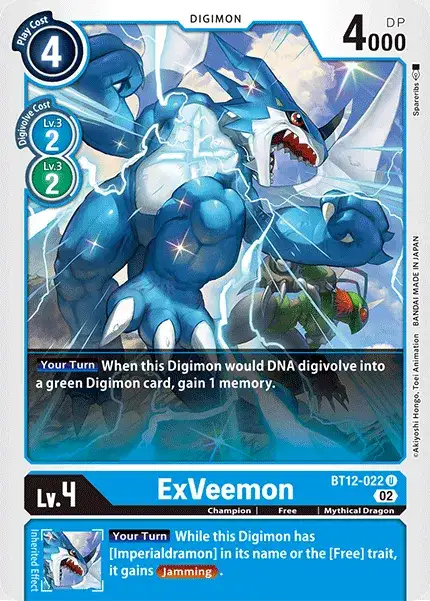 Play Cost
4
DIGIMON
DP
4000
Digivolve Cost
Lv.3
2
Lv.3
2
Spareribs
©Akiyoshi Hongo, Toei Animation BANDAI MADE IN JAPAN
Your Turn When this Digimon would DNA digivolve into
a green Digimon card, gain 1 memory.
Lv.4
ExVeemon
BT12-022 U
02
Champion | Free | Mythical Dragon
Inherited Effect
Your Turn While this Digimon has
[Imperialdramon] in its name or the [Free] trait,
it gains Jamming.